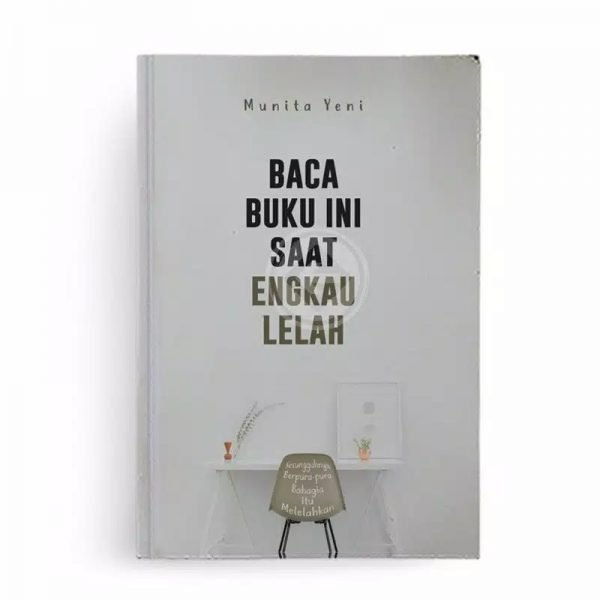 Munita Yeni
BACA
BUKU INI
SAAT
ENGKAU
LELAH
Sesungguhnya
Berpura-pura
Bahagia
itu
Melelahkan